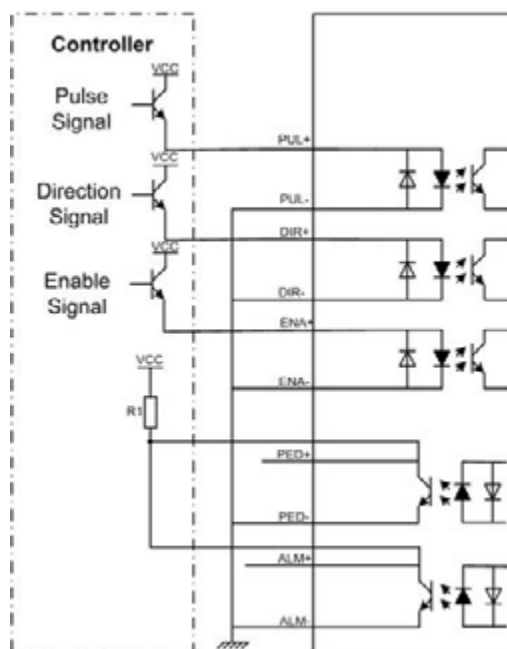 Controller
VCC
Pulse
Signal
PUL+
VCC
Direction
Signal
PUL-
DIR+
VCC
Enable
Signal
DIR-
ENA+
VCC
ENA-
R1
PED+
PED-
ALM+
ALM-